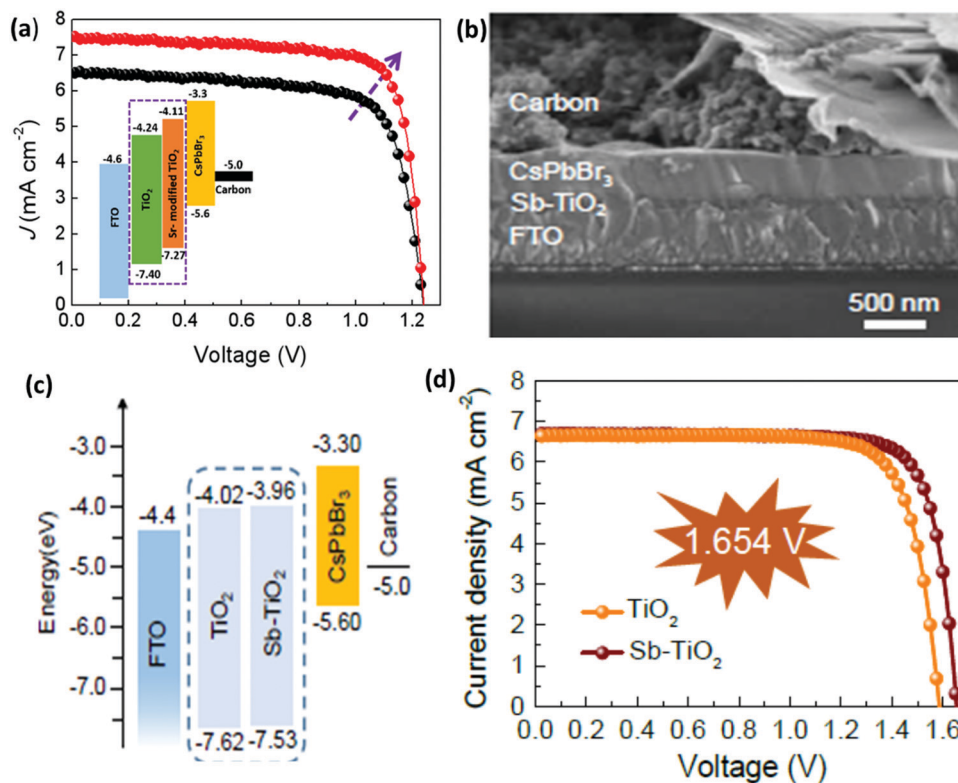 (a)
J (mA cm⁻²)
8
7
6
5
4
3
2
1
0
0.0 0.2 0.4 0.6 0.8 1.0 1.2
Voltage (V)
-4.6
FTO
-4.24
TiO₂
-7.40
-4.11
Sr- modified TiO₂
-7.27
-3.3
CsPbBr₃
-5.6
-5.0
Carbon
(b)
Carbon
CsPbBr₃
Sb-TiO₂
FTO
500 nm
(c)
Energy(eV)
-3.0
-4.0
-5.0
-6.0
-7.0
-4.4
FTO
-4.02
TiO₂
-7.62
-3.96
Sb-TiO₂
-7.53
-3.30
CsPbBr₃
-5.60
Carbon
-5.0
(d)
Current density (mA cm⁻²)
8
7
6
5
4
3
2
1
0
0.0 0.2 0.4 0.6 0.8 1.0 1.2 1.4 1.6
Voltage (V)
1.654 V
TiO₂
Sb-TiO₂